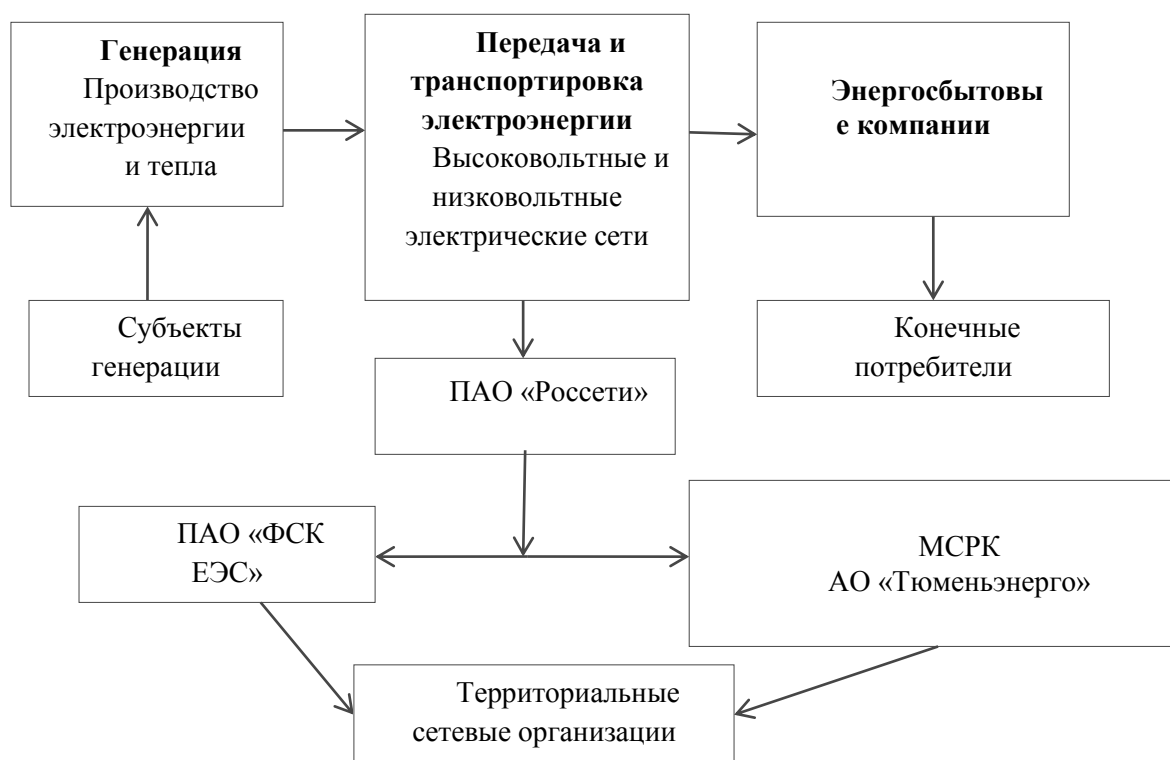 Генерация
Производство
электроэнергии
и тепла
Передача и
транспортировка
электроэнергии
Высоковольтные и
низковольтные
электрические сети
Энергосбытовы
е компании
Субъекты
генерации
Конечные
потребители
ПАО «Россети»
ПАО «ФСК
ЕЭС»
МСРК
АО «Тюменьэнерго»
Территориальные
сетевые организации